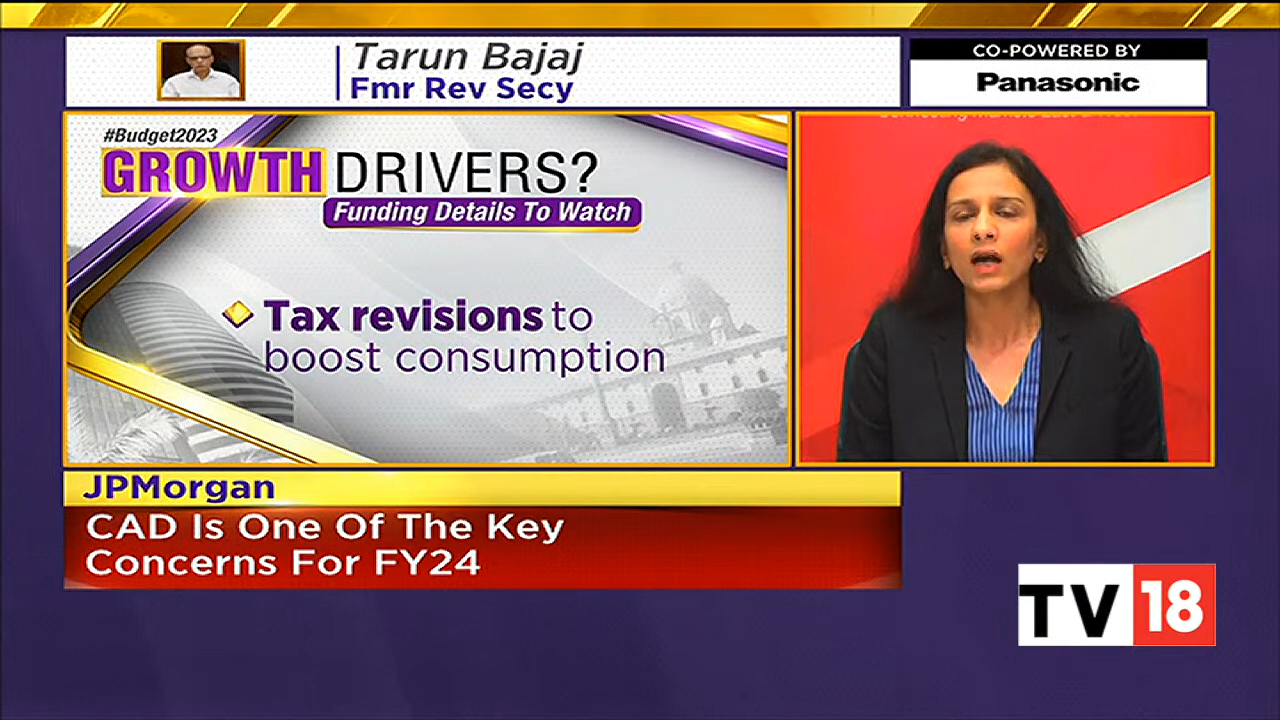 Tarun Bajaj
Fmr Rev Secy
CO-POWERED BY
Panasonic
#Budget2023
GROWTH DRIVERS?
Funding Details To Watch
Tax revisions to
boost consumption
JPMorgan
CAD Is One Of The Key
Concerns For FY24
TV18